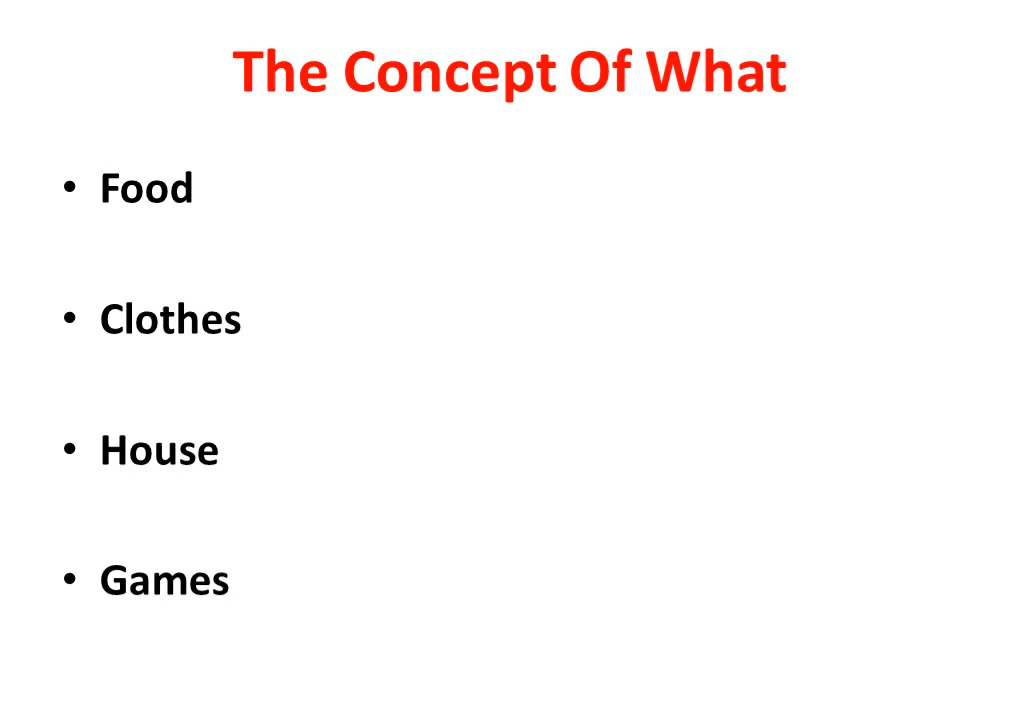 The Concept Of What
• Food
• Clothes
• House
• Games